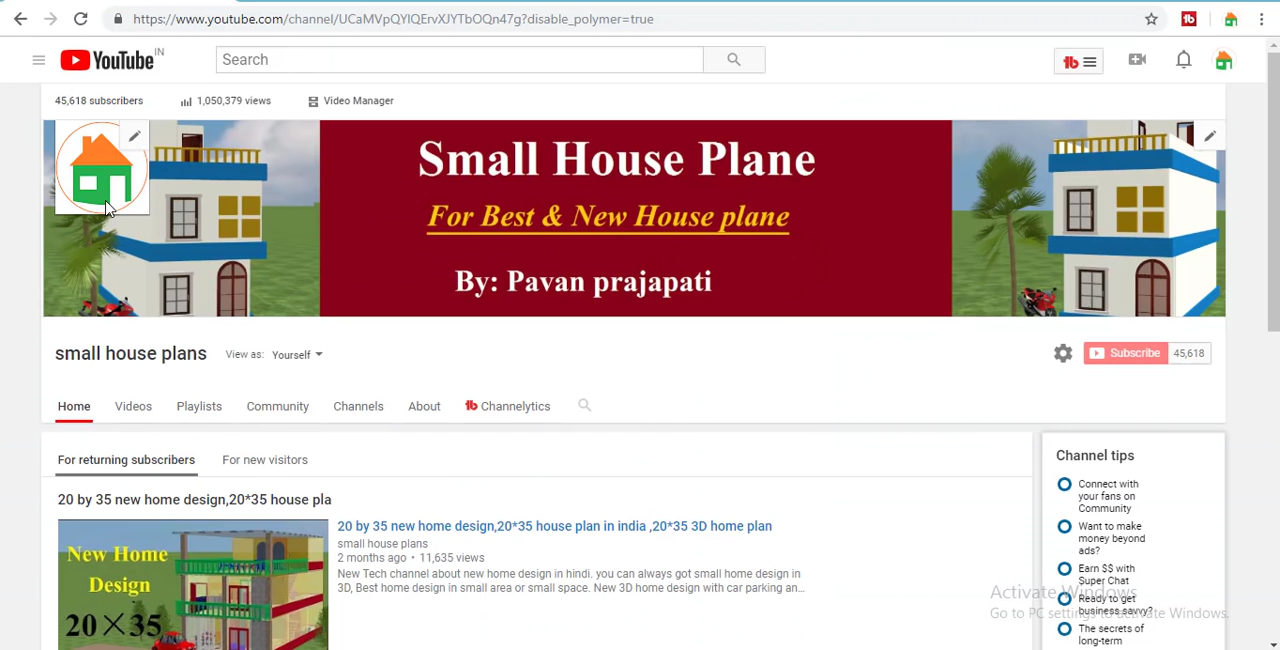 https://www.youtube.com/channel/UCaMVpQYlQErvXJYTbOQn47g?disable_polymer=true
YouTube IN
Search
45,618 subscribers
1,050,379 views
Video Manager
Small House Plane
For Best & New House plane
By: Pavan prajapati
small house plans
View as: Yourself
Subscribe 45,618
Home
Videos
Playlists
Community
Channels
About
Channelytics
For returning subscribers
For new visitors
20 by 35 new home design,20*35 house pla
New Home
Design
20×35
20 by 35 new home design,20*35 house plan in india ,20*35 3D home plan
small house plans
2 months ago • 11,635 views
New Tech channel about new home design in hindi. you can always got small home design in
3D, Best home design in small area or small space. New 3D home design with car parking an...
Channel tips
Connect with
your fans on
Community
Want to make
money beyond
ads?
Earn $$ with
Super Chat
Ready to get
business savvy?
The secrets of
long-term
Activate Windows
Go to PC settings to activate Windows.